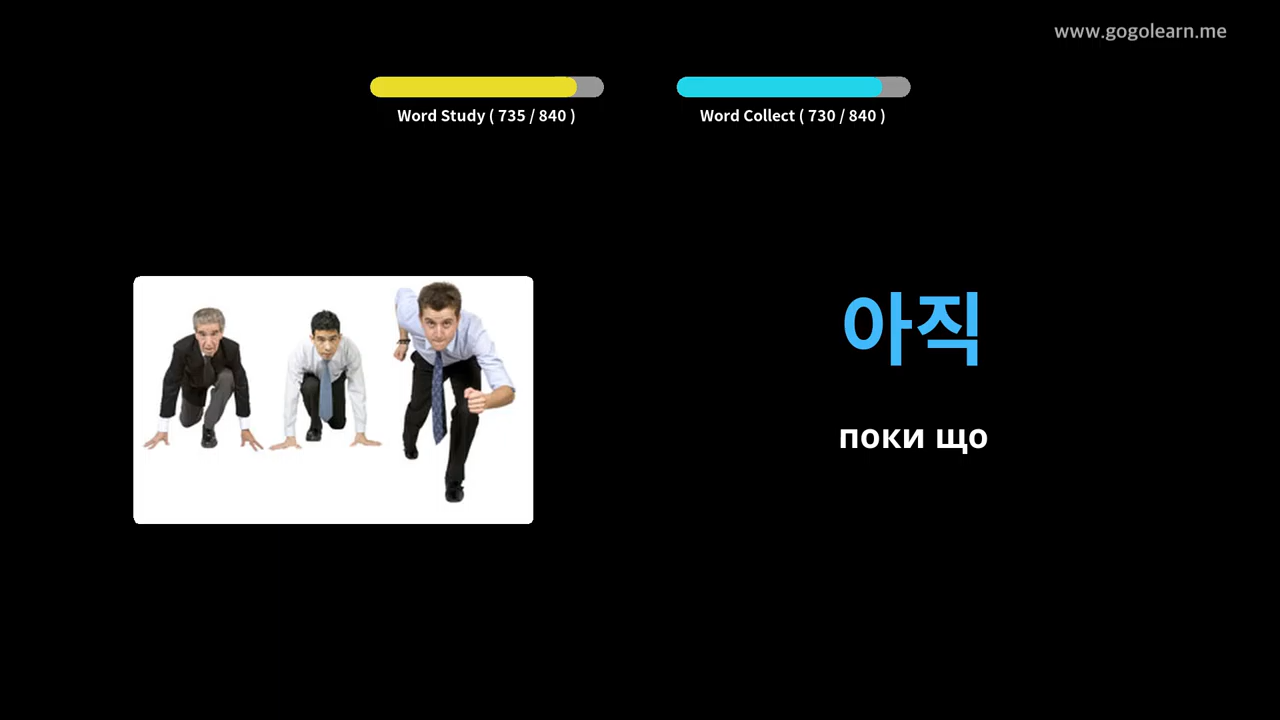 www.gogolearn.me
Word Study ( 735 / 840 )
Word Collect ( 730 / 840 )
아직
поки що